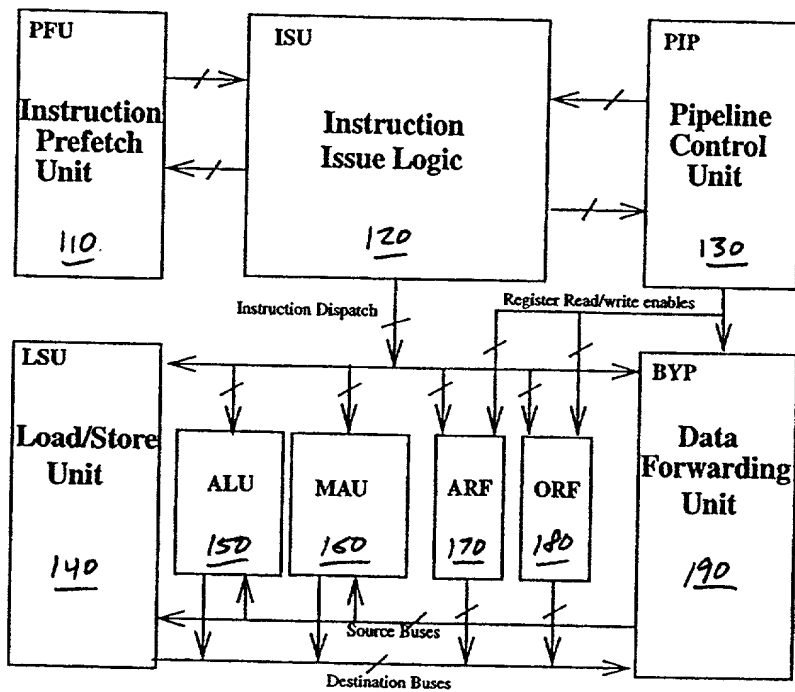 PFU
Instruction
Prefetch
Unit
110.
ISU
Instruction
Issue Logic
120
PIP
Pipeline
Control
Unit
130
Instruction Dispatch
Register Read/write enables
LSU
Load/Store
Unit
140
ALU
150
MAU
160
ARF
170
ORF
180
BYP
Data
Forwarding
Unit
190
Source Buses
Destination Buses